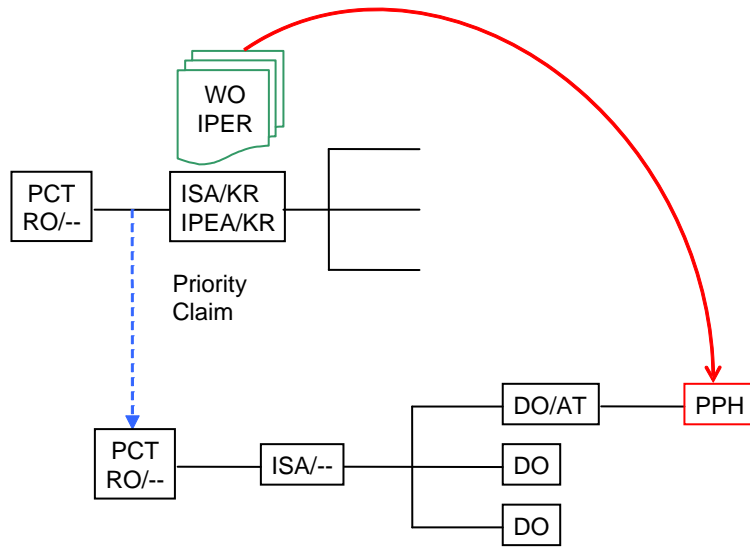 WO
IPER
PCT
RO/--
ISA/KR
IPEA/KR
Priority
Claim
DO/AT
PPH
PCT
RO/--
ISA/--
DO
DO